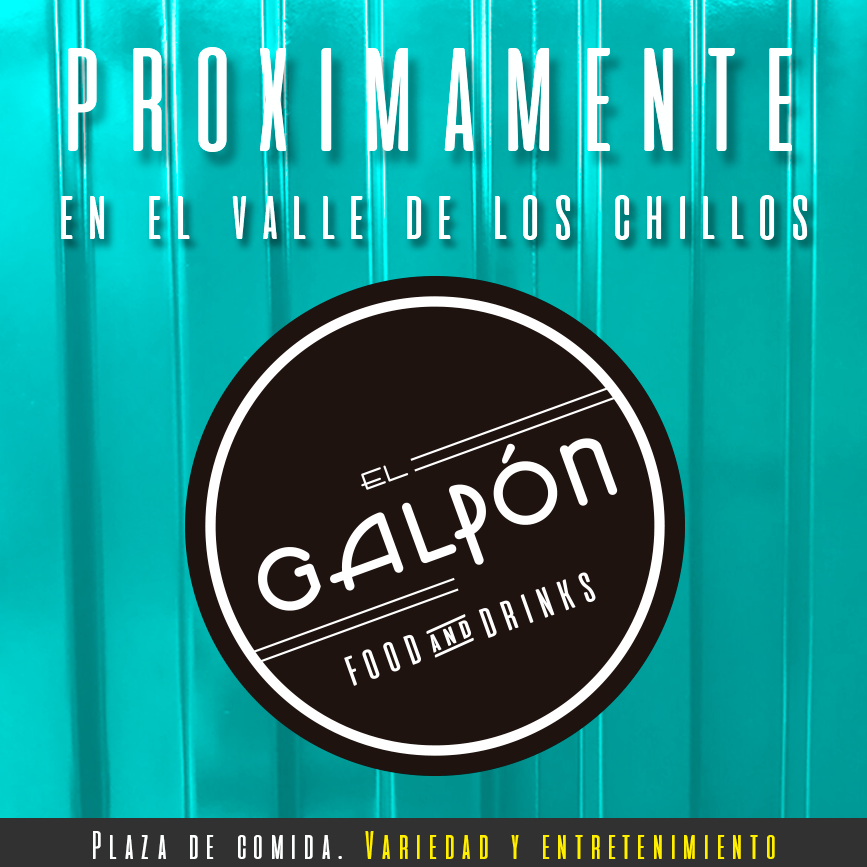 PROXIMAMENTE
EN EL VALLE DE LOS CHILLOS
EL
GALPÓn
FOOD AND DRINKS
PLAZA DE COMIDA. VARIEDAD Y ENTRETENIMIENTO